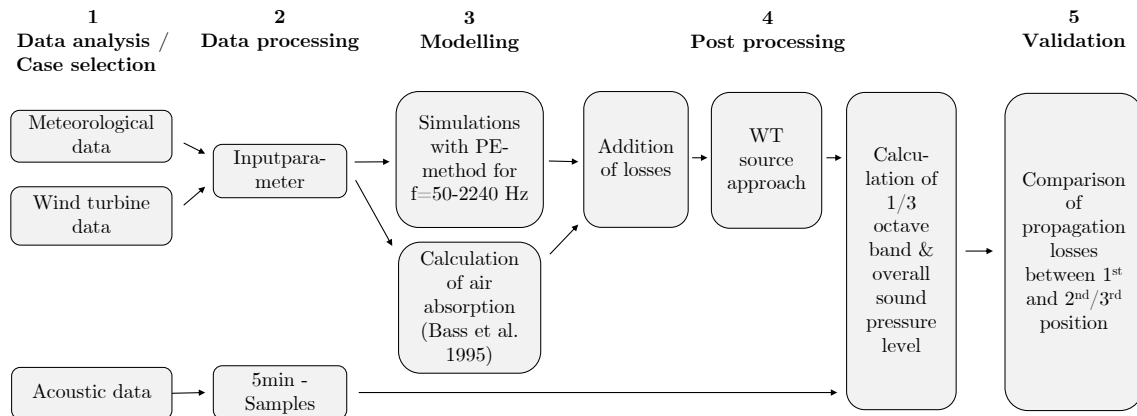 1
Data analysis /
Case selection
2
Data processing
3
Modelling
4
Post processing
5
Validation
Meteorological
data
Wind turbine
data
Inputpara-
meter
Simulations
with PE-
method for
f=50-2240 Hz
Calculation
of air
absorption
(Bass et al.
1995)
Addition
of losses
WT
source
approach
Calcu-
lation of
1/3
octave
band &
overall
sound
pressure
level
Comparison
of
propagation
losses
between 1st
and 2nd/3rd
position
Acoustic data
5min -
Samples